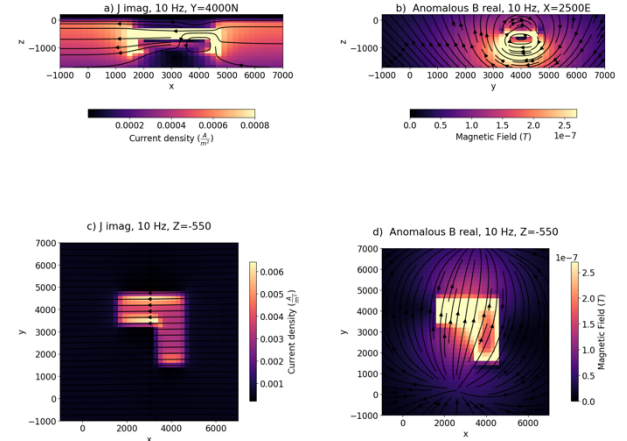 a) J imag, 10 Hz, Y=4000N
z
0
−1000
−1000 0 1000 2000 3000 4000 5000 6000 7000
x
0.0002 0.0004 0.0006 0.0008
Current density (A/m²)
b) Anomalous B real, 10 Hz, X=2500E
z
0
−1000
−1000 0 1000 2000 3000 4000 5000 6000 7000
y
0.0 0.5 1.0 1.5 2.0 2.5
1e−7
Magnetic Field (T)
c) J imag, 10 Hz, Z=-550
7000
6000
5000
4000
3000
2000
1000
0
−1000
y
0 2000 4000 6000
x
0.006
0.005
0.004
0.003
0.002
0.001
Current density (A/m²)
d) Anomalous B real, 10 Hz, Z=-550
7000
6000
5000
4000
3000
2000
1000
0
−1000
y
0 2000 4000 6000
x
1e−7
2.5
2.0
1.5
1.0
0.5
0.0
Magnetic Field (T)